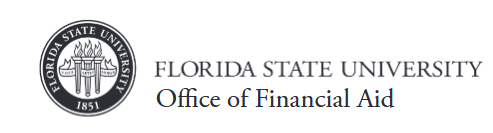 FLORIDA STATE UNIVERSITY
1851
FLORIDA STATE UNIVERSITY
Office of Financial Aid